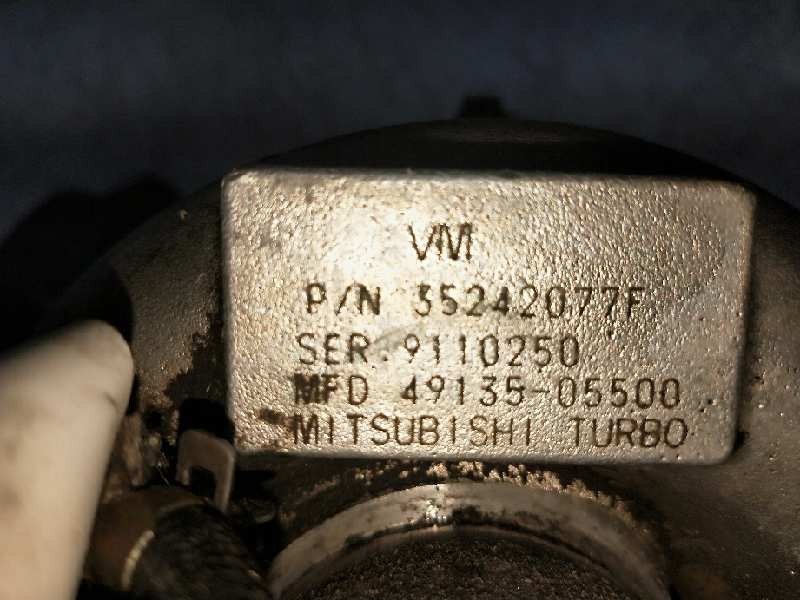 VM
P/N 35242077F
SER.9110250
MFD 49135-05500
MITSUBISHI TURBO